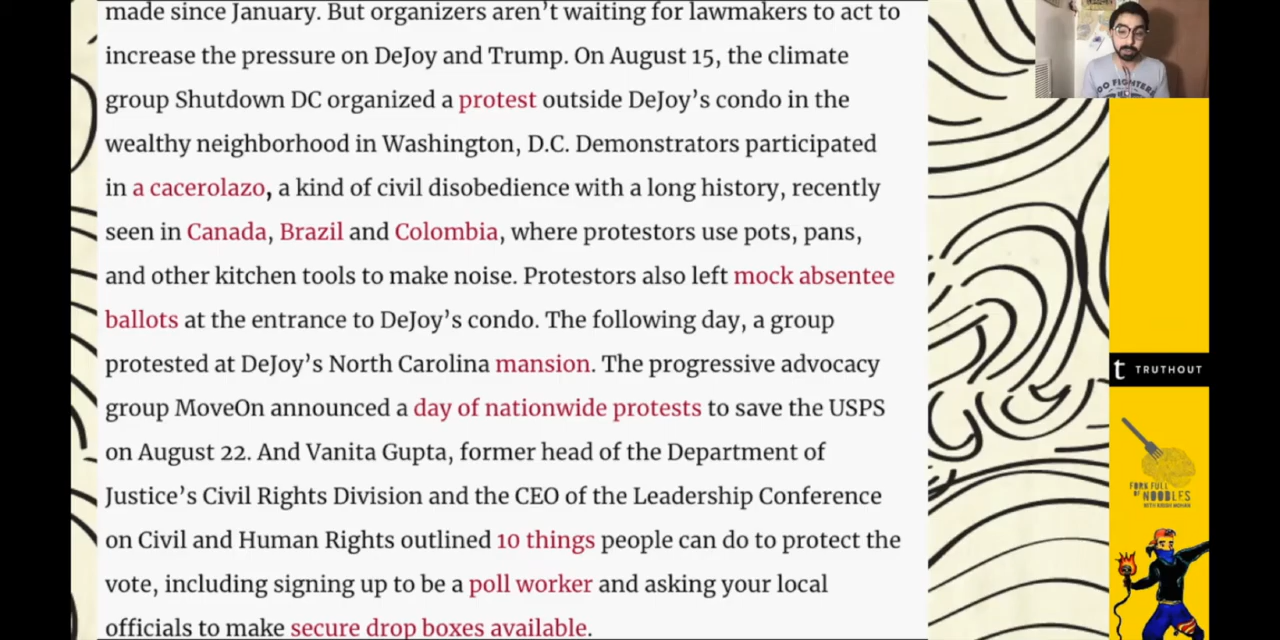 made since January. But organizers aren’t waiting for lawmakers to act to
increase the pressure on DeJoy and Trump. On August 15, the climate
group Shutdown DC organized a protest outside DeJoy’s condo in the
wealthy neighborhood in Washington, D.C. Demonstrators participated
in a cacerolazo, a kind of civil disobedience with a long history, recently
seen in Canada, Brazil and Colombia, where protestors use pots, pans,
and other kitchen tools to make noise. Protestors also left mock absentee
ballots at the entrance to DeJoy’s condo. The following day, a group
protested at DeJoy’s North Carolina mansion. The progressive advocacy
group MoveOn announced a day of nationwide protests to save the USPS
on August 22. And Vanita Gupta, former head of the Department of
Justice’s Civil Rights Division and the CEO of the Leadership Conference
on Civil and Human Rights outlined 10 things people can do to protect the
vote, including signing up to be a poll worker and asking your local
officials to make secure drop boxes available.
FOO FIGHTERS
t TRUTHOUT
FORK FULL
OF NOODLES